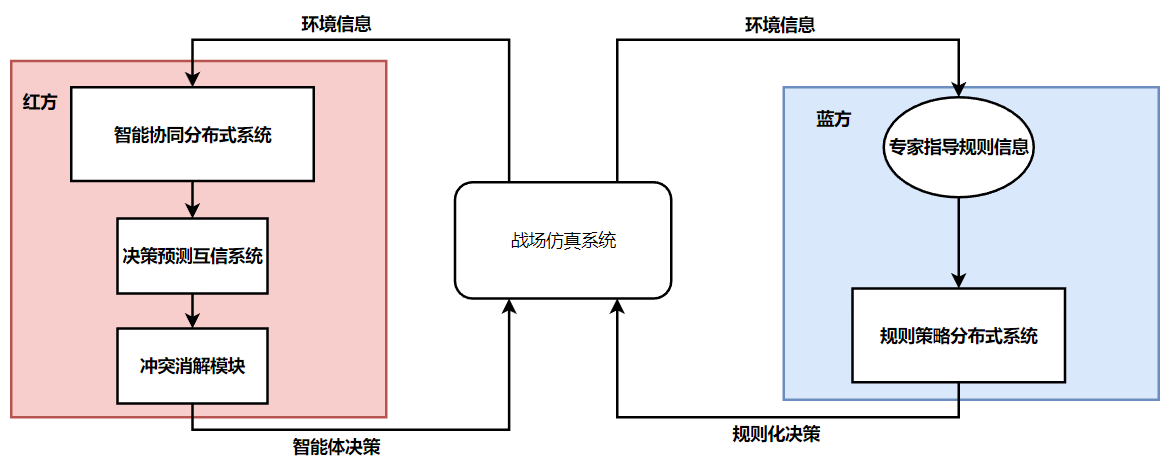 环境信息
环境信息
红方
智能协同分布式系统
决策预测互信系统
冲突消解模块
智能体决策
战场仿真系统
蓝方
专家指导规则信息
规则策略分布式系统
规则化决策